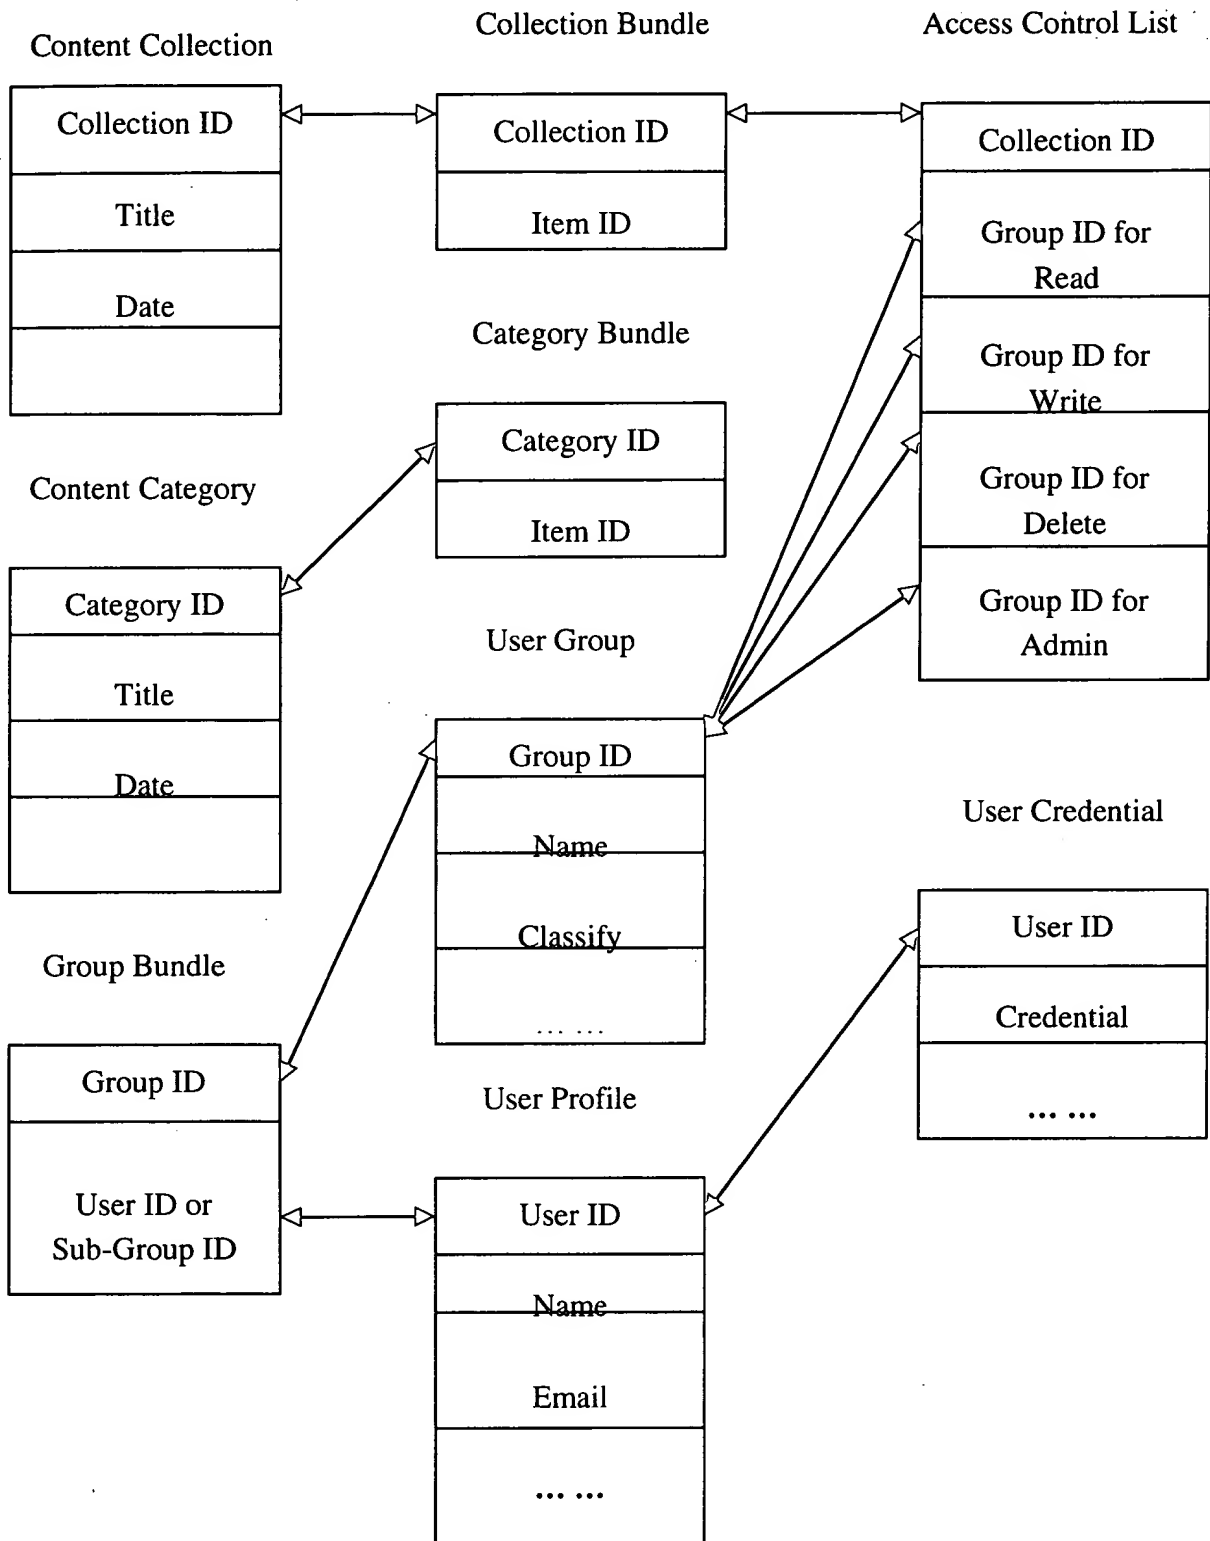 Content Collection
Collection ID
Title
Date
Content Category
Category ID
Title
Date
Group Bundle
Group ID
User ID or
Sub-Group ID
Collection Bundle
Collection ID
Item ID
Category Bundle
Category ID
Item ID
User Group
Group ID
Name
Classify
... ...
User Profile
User ID
Name
Email
... ...
Access Control List
Collection ID
Group ID for
Read
Group ID for
Write
Group ID for
Delete
Group ID for
Admin
User Credential
User ID
Credential
... ...